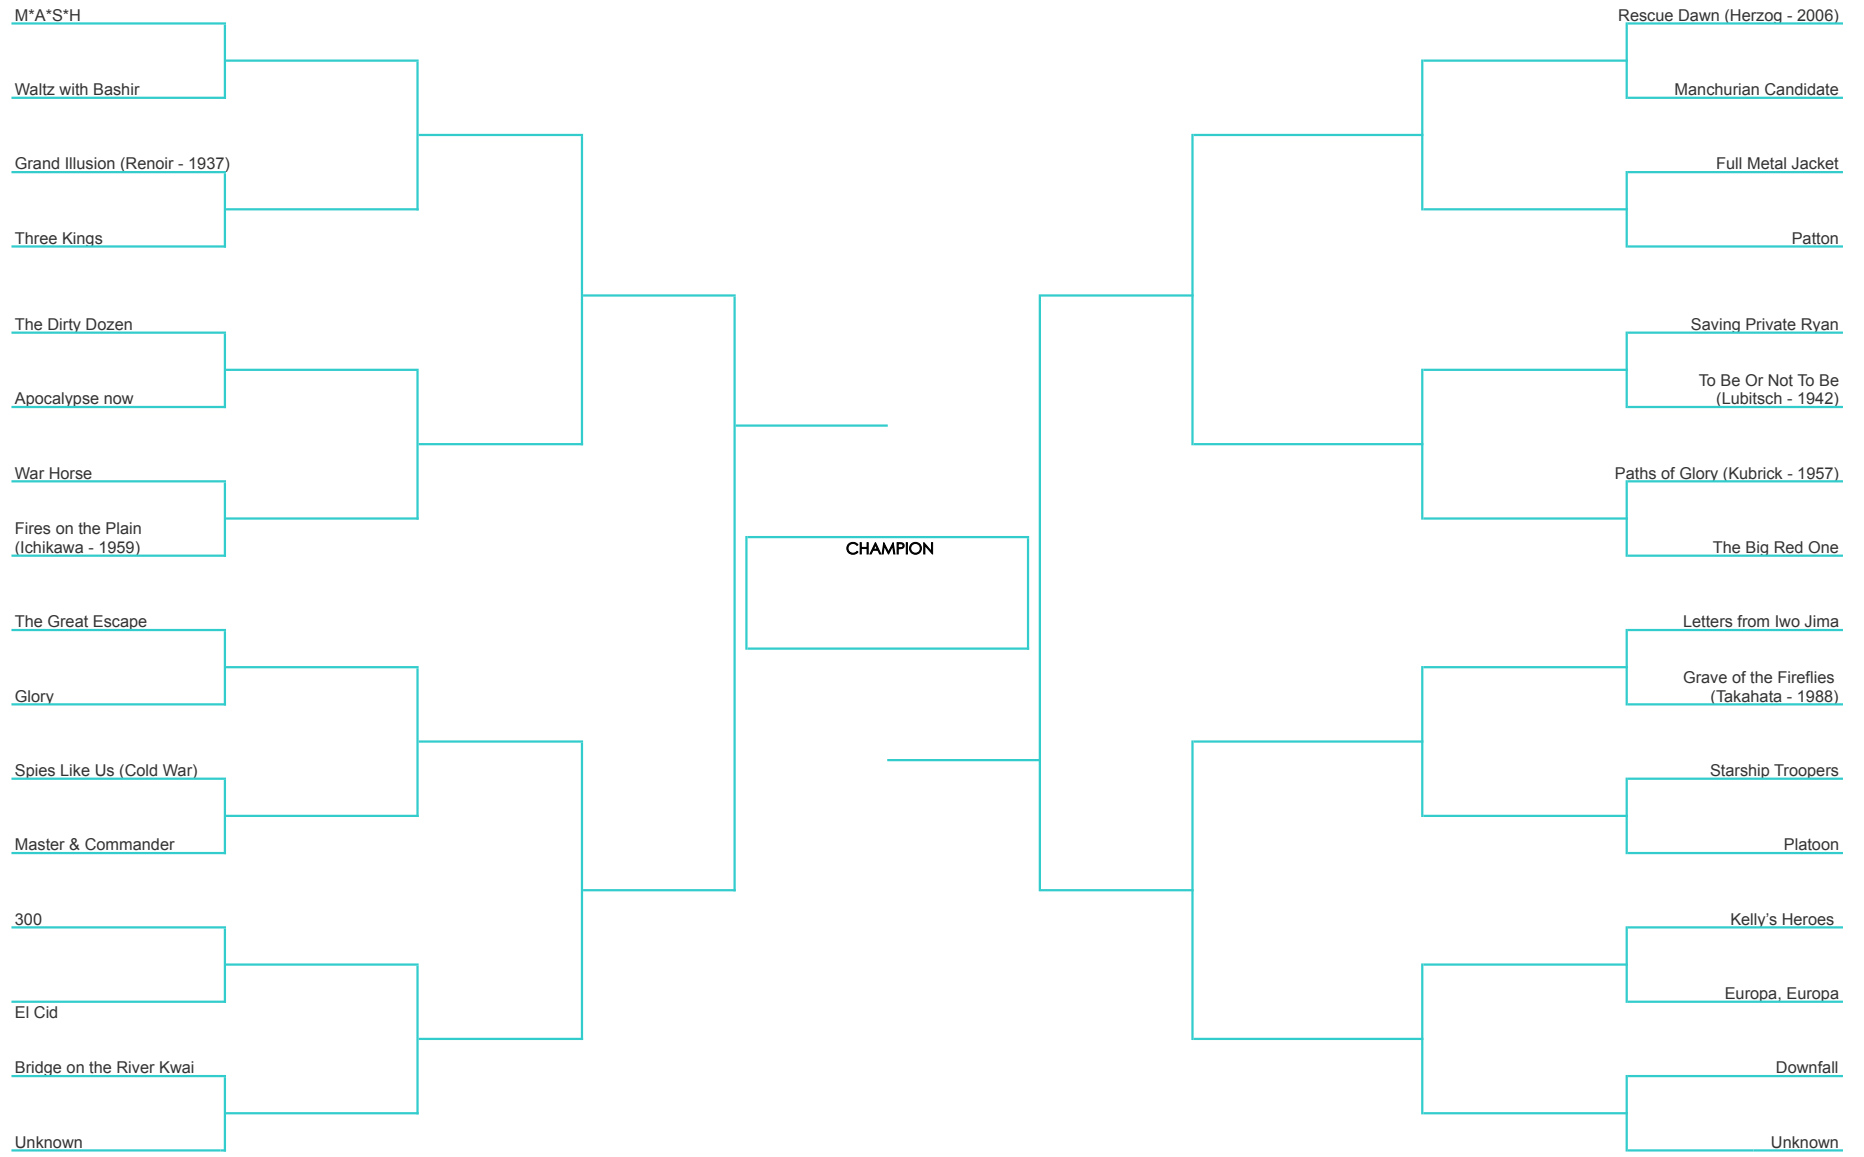 M*A*S*H
Waltz with Bashir
Grand Illusion (Renoir - 1937)
Three Kings
The Dirty Dozen
Apocalypse now
War Horse
Fires on the Plain
(Ichikawa - 1959)
The Great Escape
Glory
Spies Like Us (Cold War)
Master & Commander
300
El Cid
Bridge on the River Kwai
Unknown
CHAMPION
Rescue Dawn (Herzog - 2006)
Manchurian Candidate
Full Metal Jacket
Patton
Saving Private Ryan
To Be Or Not To Be
(Lubitsch - 1942)
Paths of Glory (Kubrick - 1957)
The Big Red One
Letters from Iwo Jima
Grave of the Fireflies
(Takahata - 1988)
Starship Troopers
Platoon
Kelly’s Heroes
Europa, Europa
Downfall
Unknown